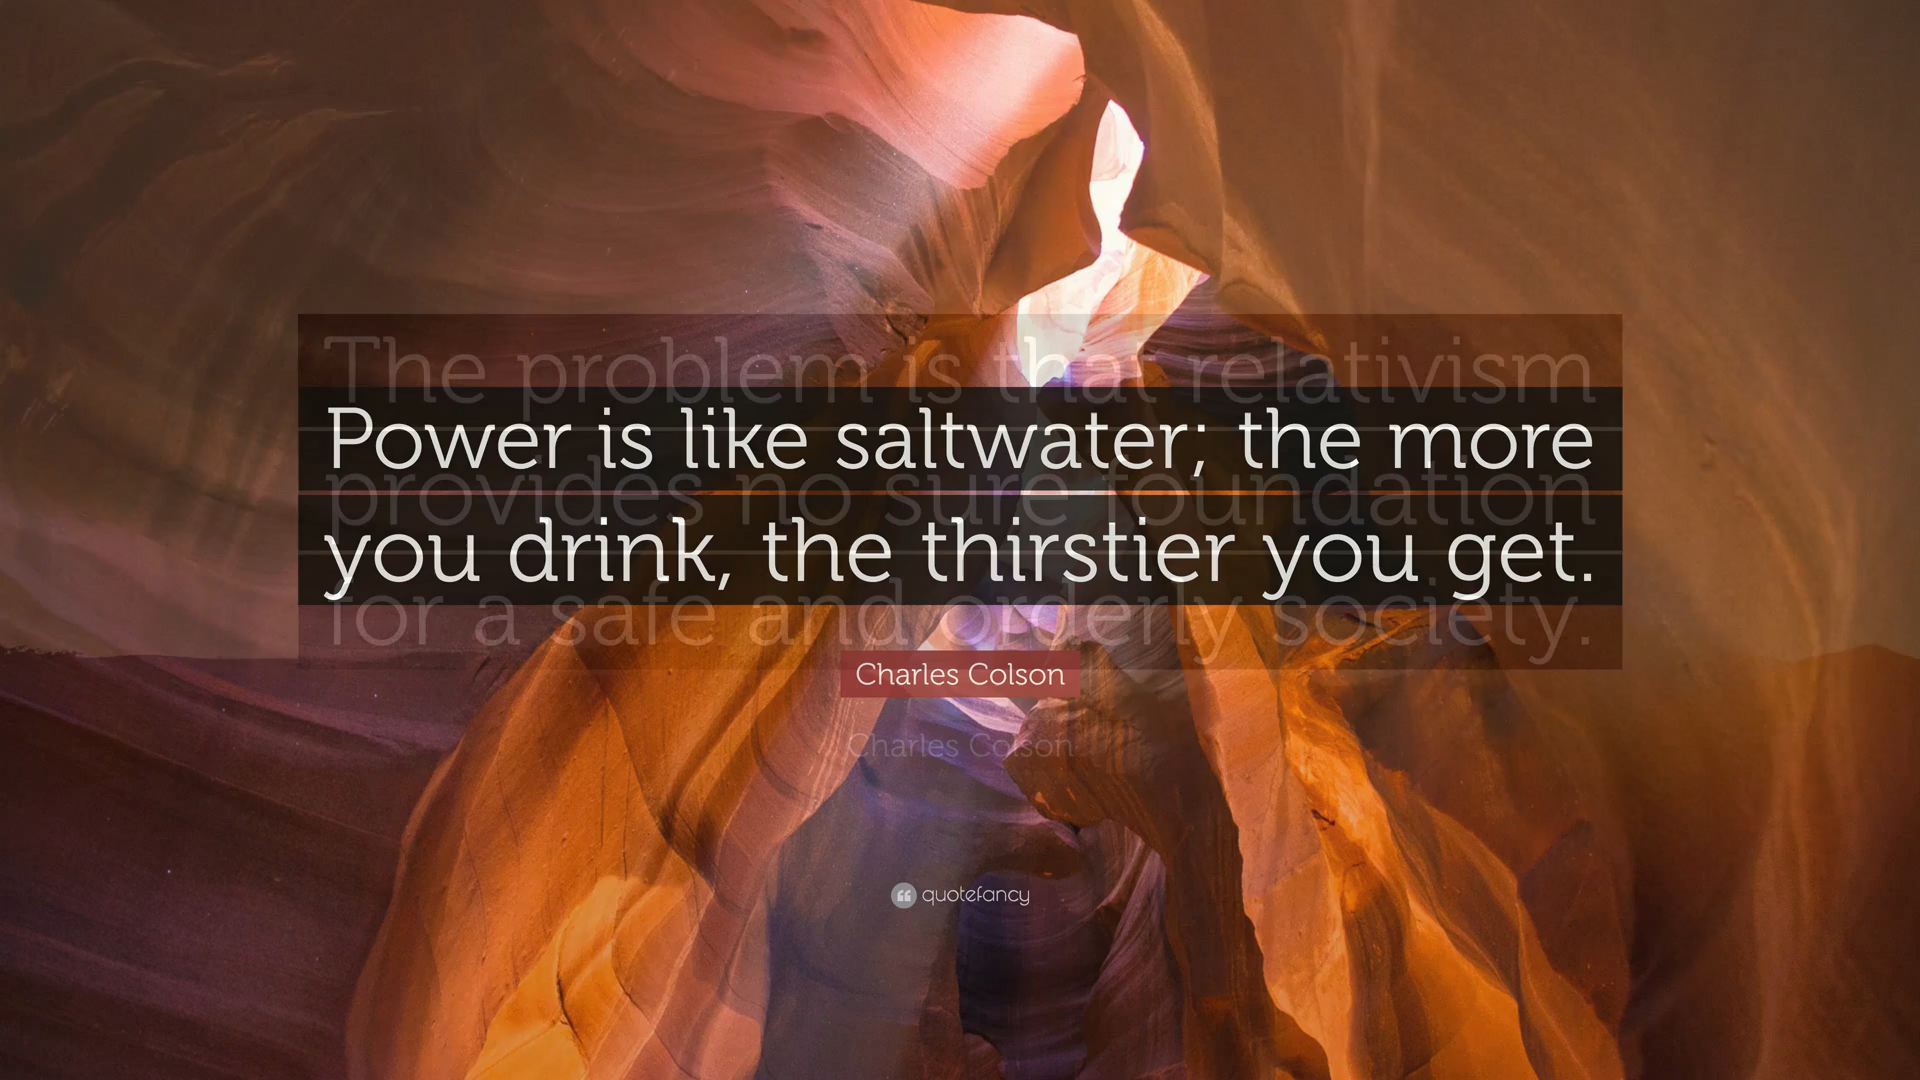 The problem is that relativism
Power is like saltwater; the more
provides no sure foundation
you drink, the thirstier you get.
for a safe and orderly society.
Charles Colson
Charles Colson
quotefancy